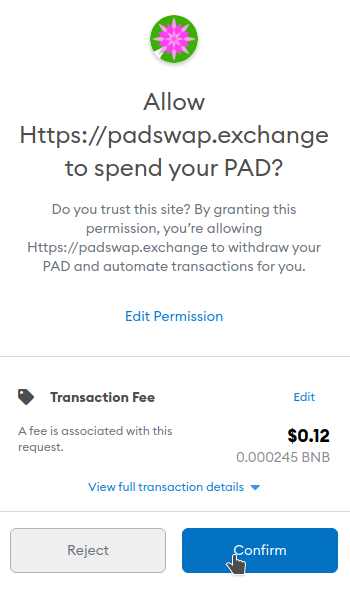 Allow
Https://padswap.exchange
to spend your PAD?
Do you trust this site? By granting this
permission, you're allowing
Https://padswap.exchange to withdraw your
PAD and automate transactions for you.
Edit Permission
Transaction Fee
Edit
A fee is associated with this
request.
$0.12
0.000245 BNB
View full transaction details
Reject
Confirm